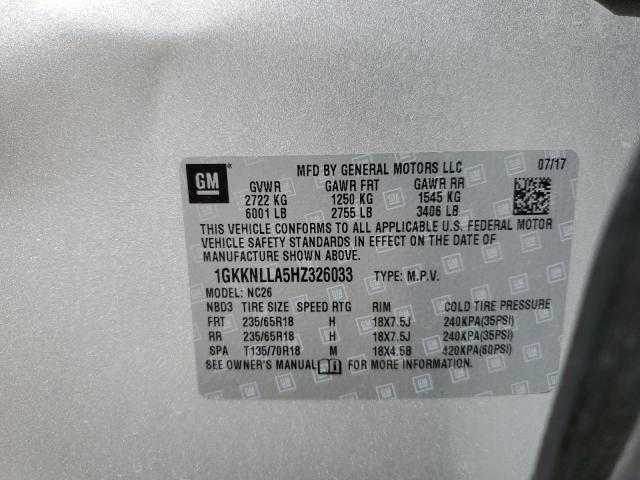 GM
MFD BY GENERAL MOTORS LLC 07/17
GVWR GAWR FRT GAWR RR
2722 KG 1250 KG 1545 KG
6001 LB 2755 LB 3406 LB
THIS VEHICLE CONFORMS TO ALL APPLICABLE U.S. FEDERAL MOTOR
VEHICLE SAFETY STANDARDS IN EFFECT ON THE DATE OF
MANUFACTURE SHOWN ABOVE.
1GKKNLLA5HZ326033 TYPE: M.P.V.
MODEL: NC26
NBD3 TIRE SIZE SPEED RTG RIM COLD TIRE PRESSURE
FRT 235/65R18 H 18X7.5J 240KPA(35PSI)
RR 235/65R18 H 18X7.5J 240KPA(35PSI)
SPA T135/70R18 M 18X4.5B 420KPA(60PSI)
SEE OWNER'S MANUAL FOR MORE INFORMATION.